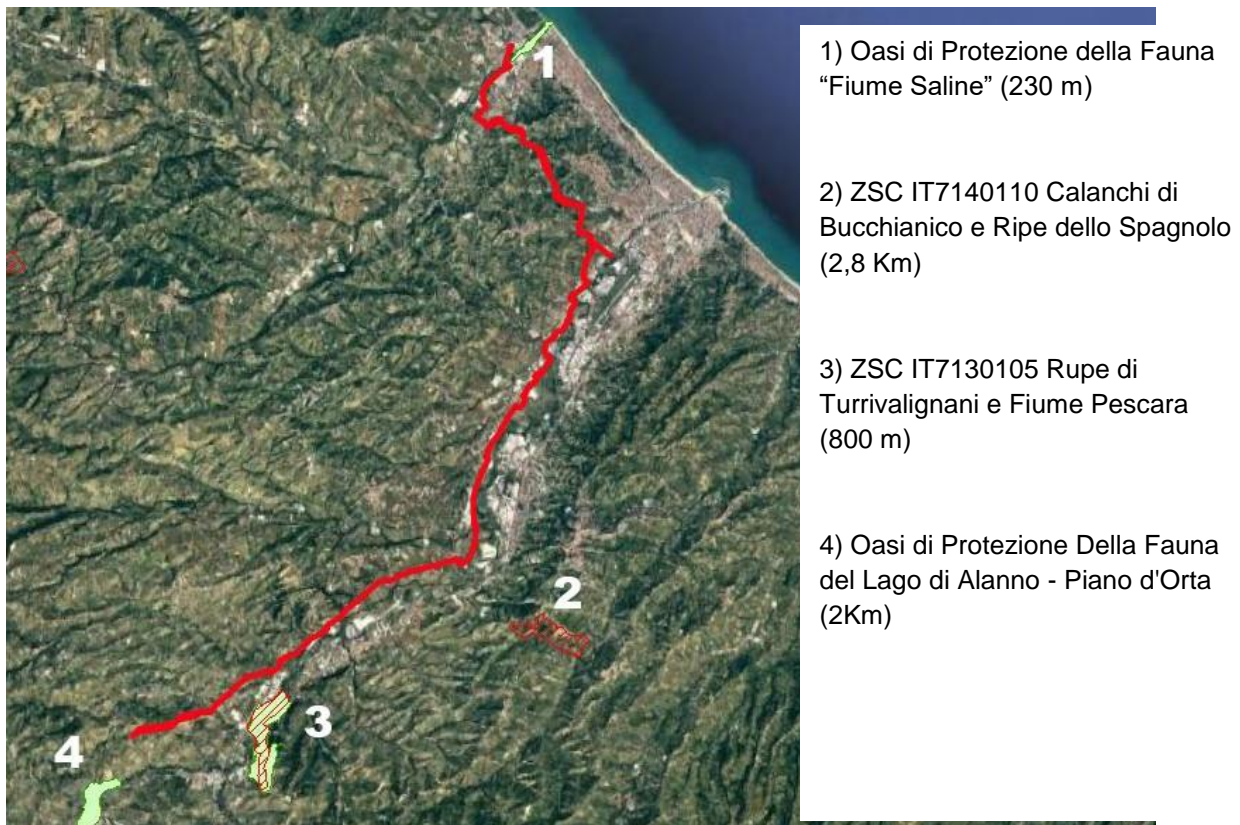 1) Oasi di Protezione della Fauna
“Fiume Saline” (230 m)
2) ZSC IT7140110 Calanchi di
Bucchianico e Ripe dello Spagnolo
(2,8 Km)
3) ZSC IT7130105 Rupe di
Turrivalignani e Fiume Pescara
(800 m)
4) Oasi di Protezione Della Fauna
del Lago di Alanno - Piano d'Orta
(2Km)
1
2
3
4